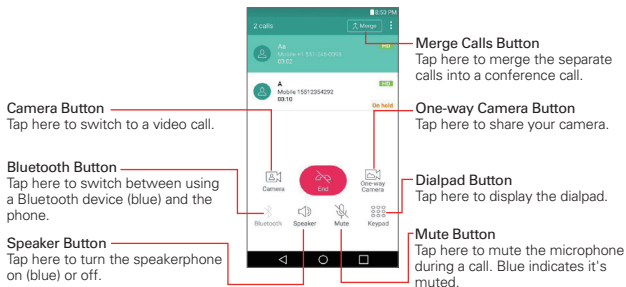 8:53 PM
2 calls
Merge
Aa
HD
03:02
A
HD
Mobile 15512354292
03:10
On hold
Camera
End
One-way
Camera
Bluetooth
Speaker
Mute
Keypad
Camera Button
Tap here to switch to a video call.
Bluetooth Button
Tap here to switch between using
a Bluetooth device (blue) and the
phone.
Speaker Button
Tap here to turn the speakerphone
on (blue) or off.
Merge Calls Button
Tap here to merge the separate
calls into a conference call.
One-way Camera Button
Tap here to share your camera.
Dialpad Button
Tap here to display the dialpad.
Mute Button
Tap here to mute the microphone
during a call. Blue indicates it's
muted.